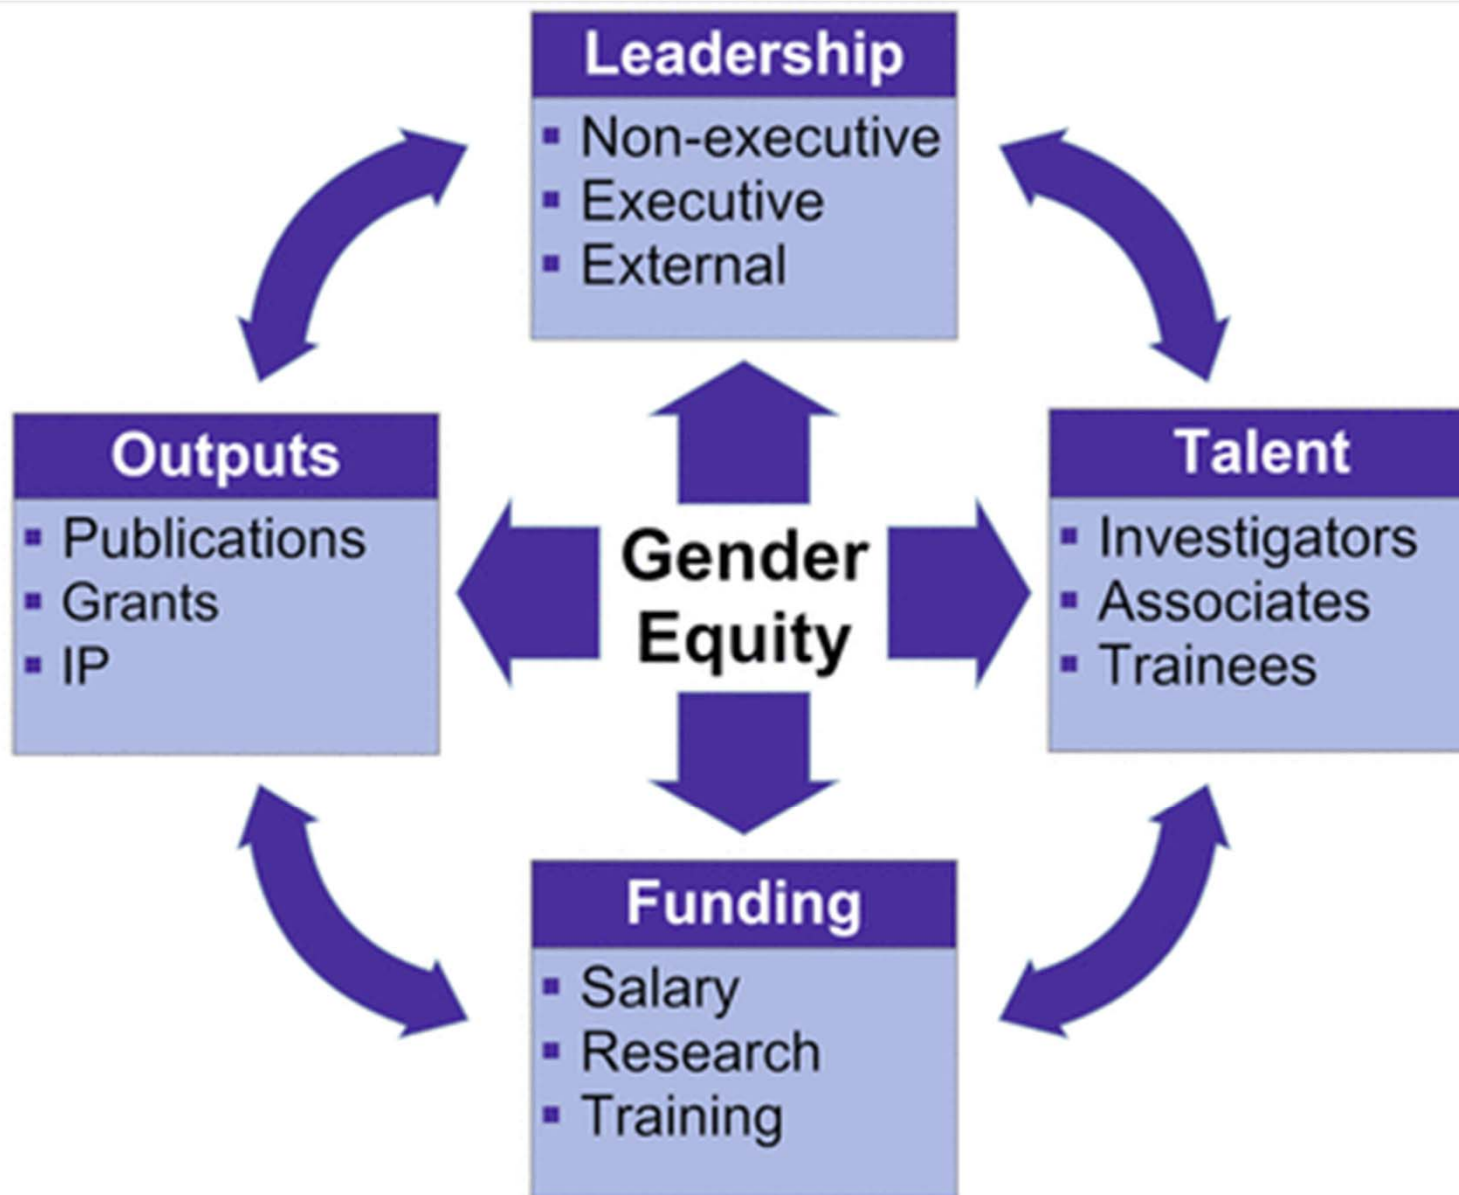 Leadership
Non-executive
Executive
External
Outputs
Publications
Grants
IP
Gender
Equity
Talent
Investigators
Associates
Trainees
Funding
Salary
Research
Training